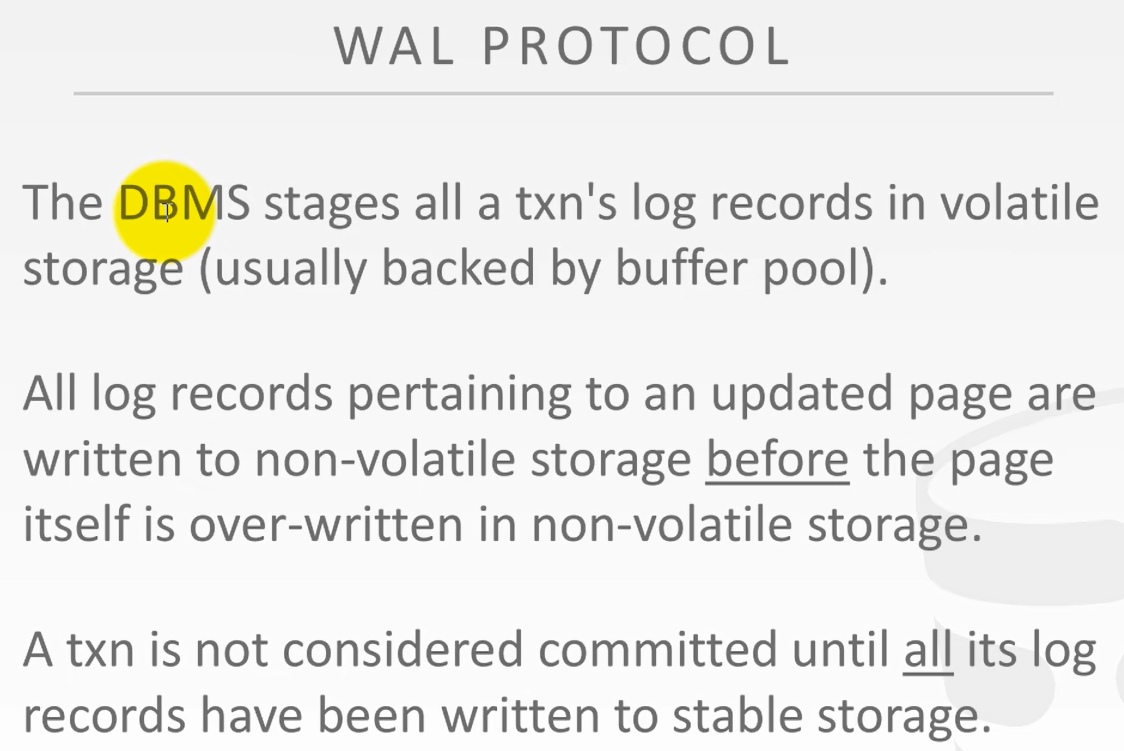 WAL PROTOCOL
The DBMS stages all a txn's log records in volatile
storage (usually backed by buffer pool).
All log records pertaining to an updated page are
written to non-volatile storage before the page
itself is over-written in non-volatile storage.
A txn is not considered committed until all its log
records have been written to stable storage.